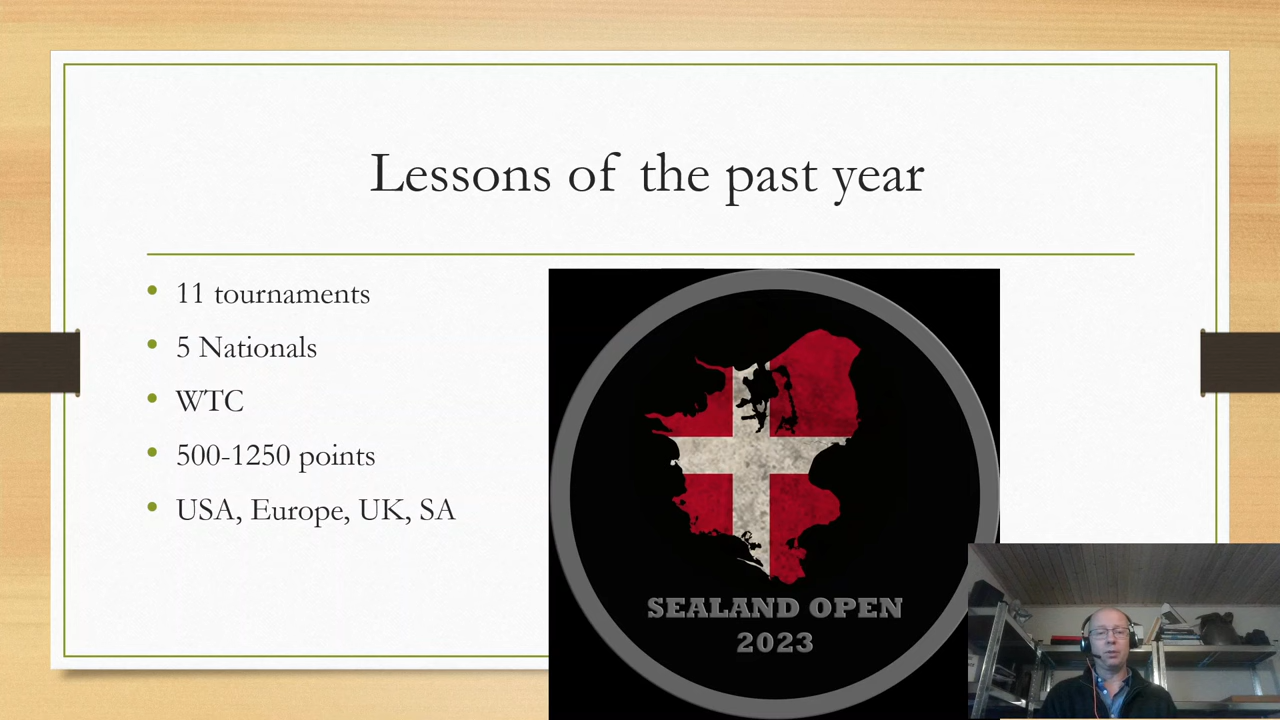 Lessons of the past year
11 tournaments
5 Nationals
WTC
500-1250 points
USA, Europe, UK, SA
SEALAND OPEN
2023